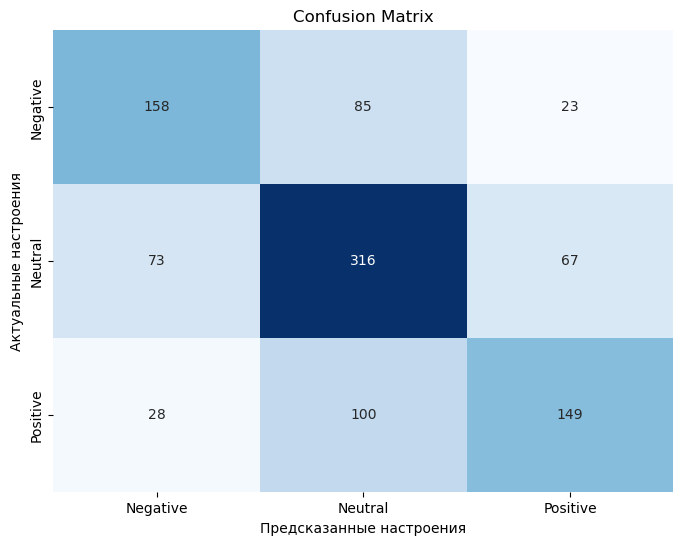 Confusion Matrix
Актуальные настроения
Negative
158
85
23
Neutral
73
316
67
Positive
28
100
149
Negative
Neutral
Positive
Предсказанные настроения